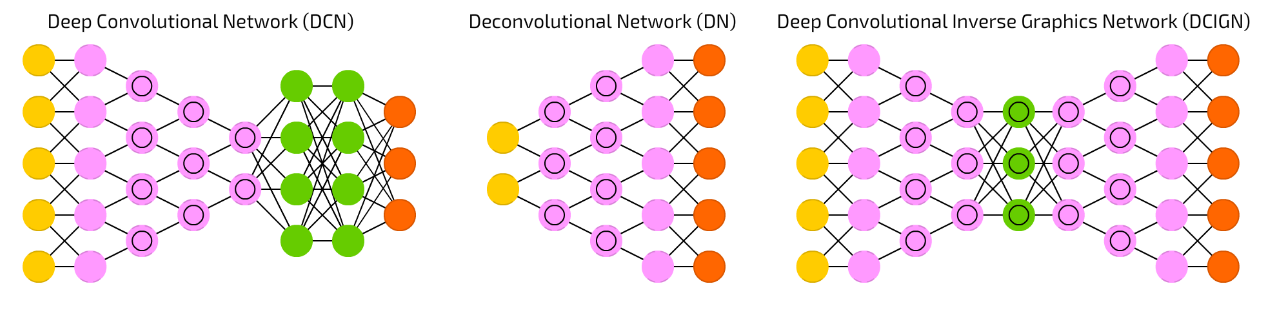 Deep Convolutional Network (DCN)
Deconvolutional Network (DN)
Deep Convolutional Inverse Graphics Network (DCIGN)